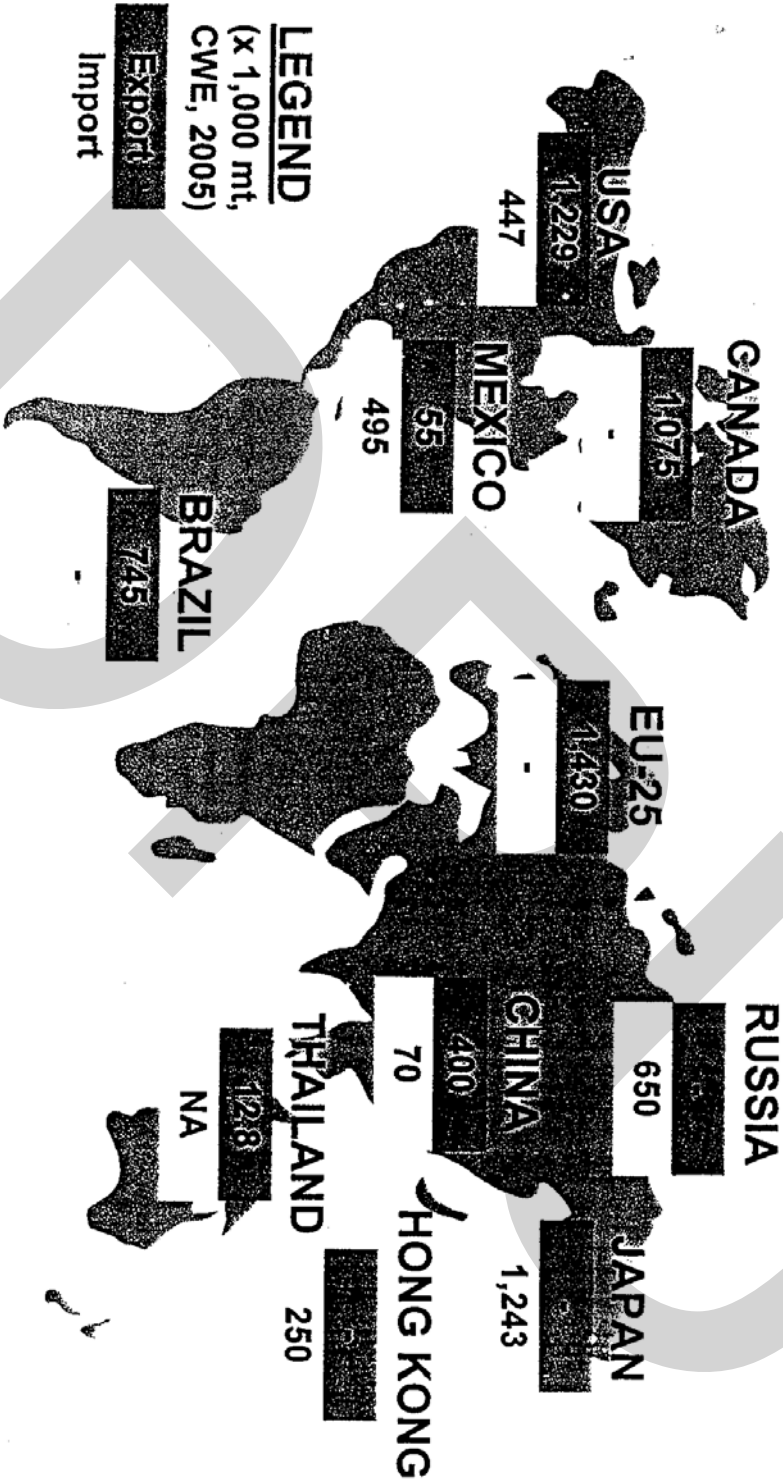 CANADA
1,075
-
USA
1,229
447
MEXICO
55
495
BRAZIL
745
-
EU-25
1,430
-
RUSSIA
-
650
CHINA
400
70
JAPAN
-
1,243
HONG KONG
-
250
THAILAND
12.8
NA
LEGEND
(x 1,000 mt,
CWE, 2005)
Export
Import